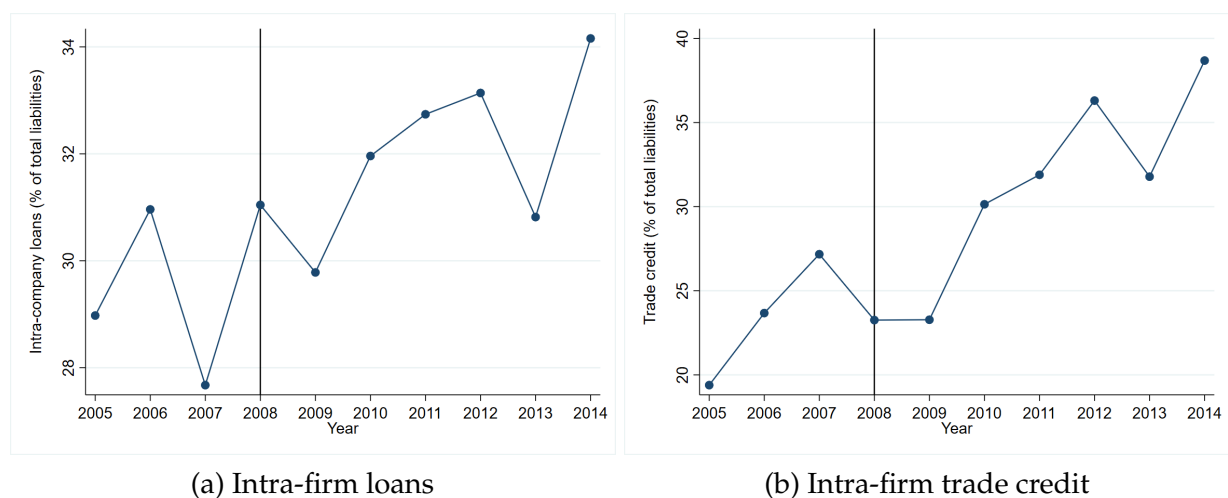 Intra-company loans (% of total liabilities)
34
32
30
28
2005 2006 2007 2008 2009 2010 2011 2012 2013 2014
Year
(a) Intra-firm loans
Trade credit (% of total liabilities)
40
35
30
25
20
2005 2006 2007 2008 2009 2010 2011 2012 2013 2014
Year
(b) Intra-firm trade credit